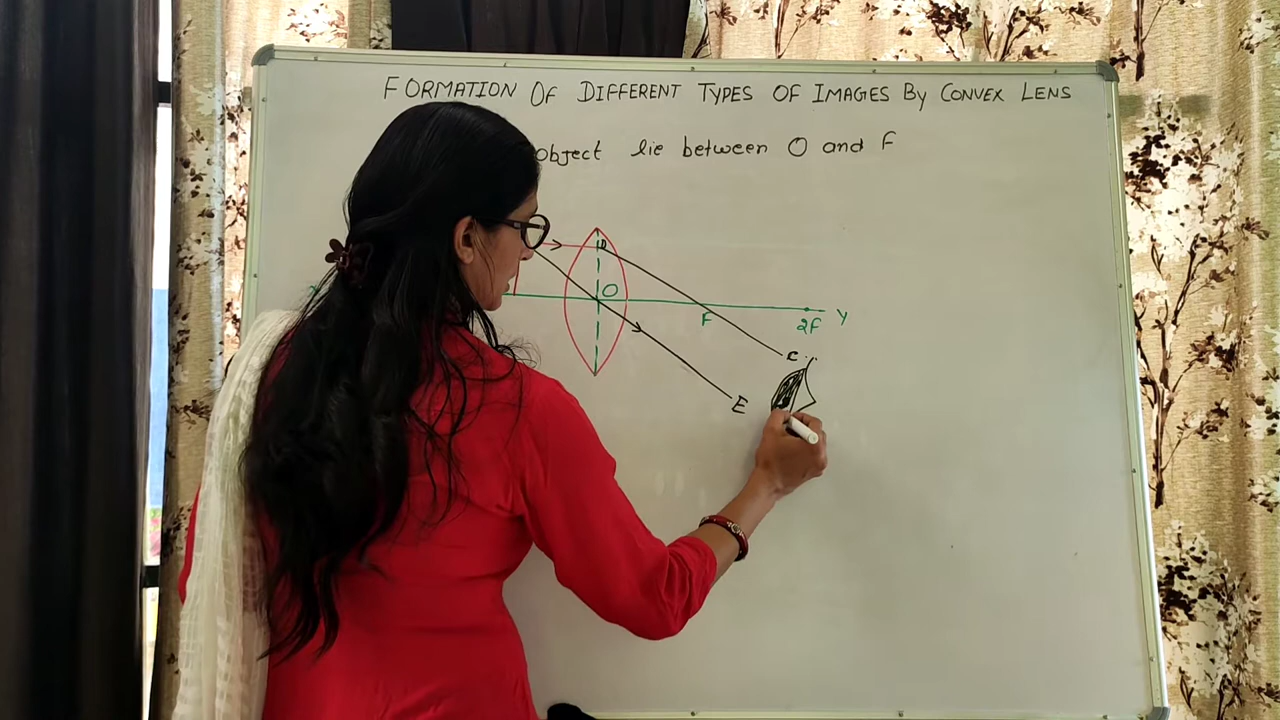 FORMATION OF DIFFERENT TYPES OF IMAGES BY CONVEX LENS
object lie between O and F
D
O
F
2F
Y
C
E